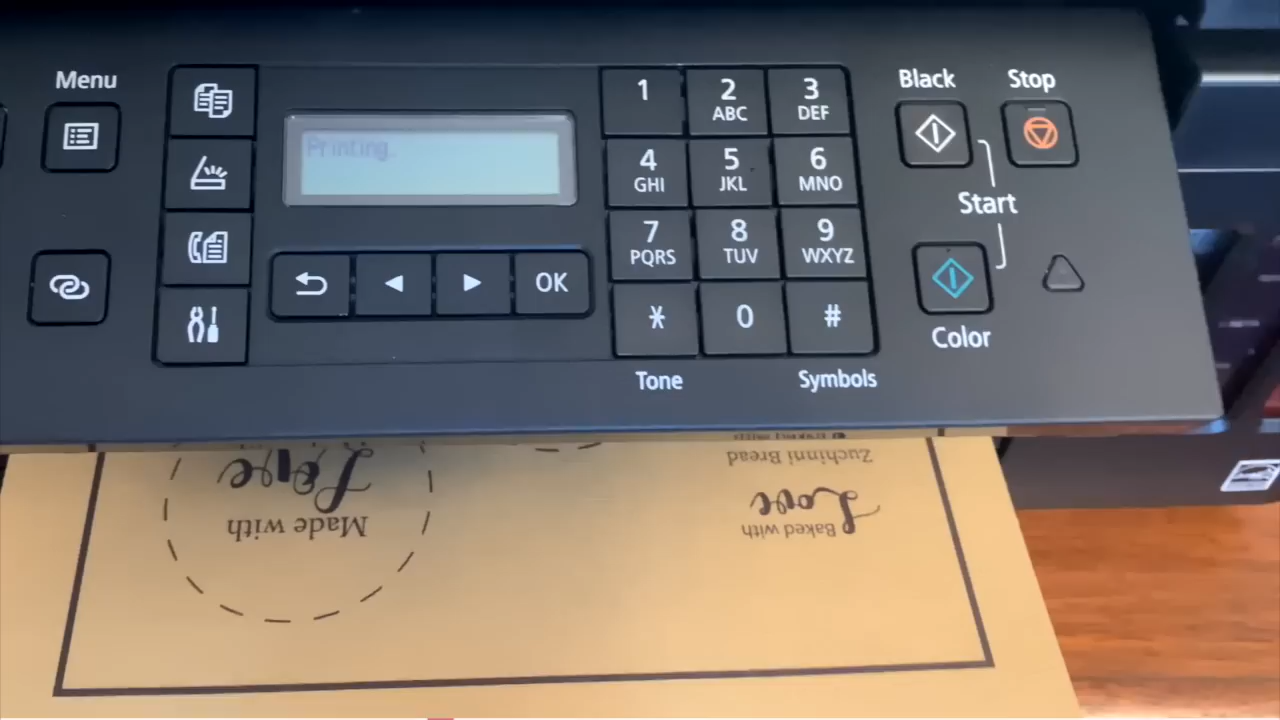 Menu
Printing.
1
2
ABC
3
DEF
4
GHI
5
JKL
6
MNO
7
PQRS
8
TUV
9
WXYZ
*
0
#
Tone
Symbols
OK
Black
Stop
Start
Color
Love
Made with
Zuchinni Bread
Love
Baked with